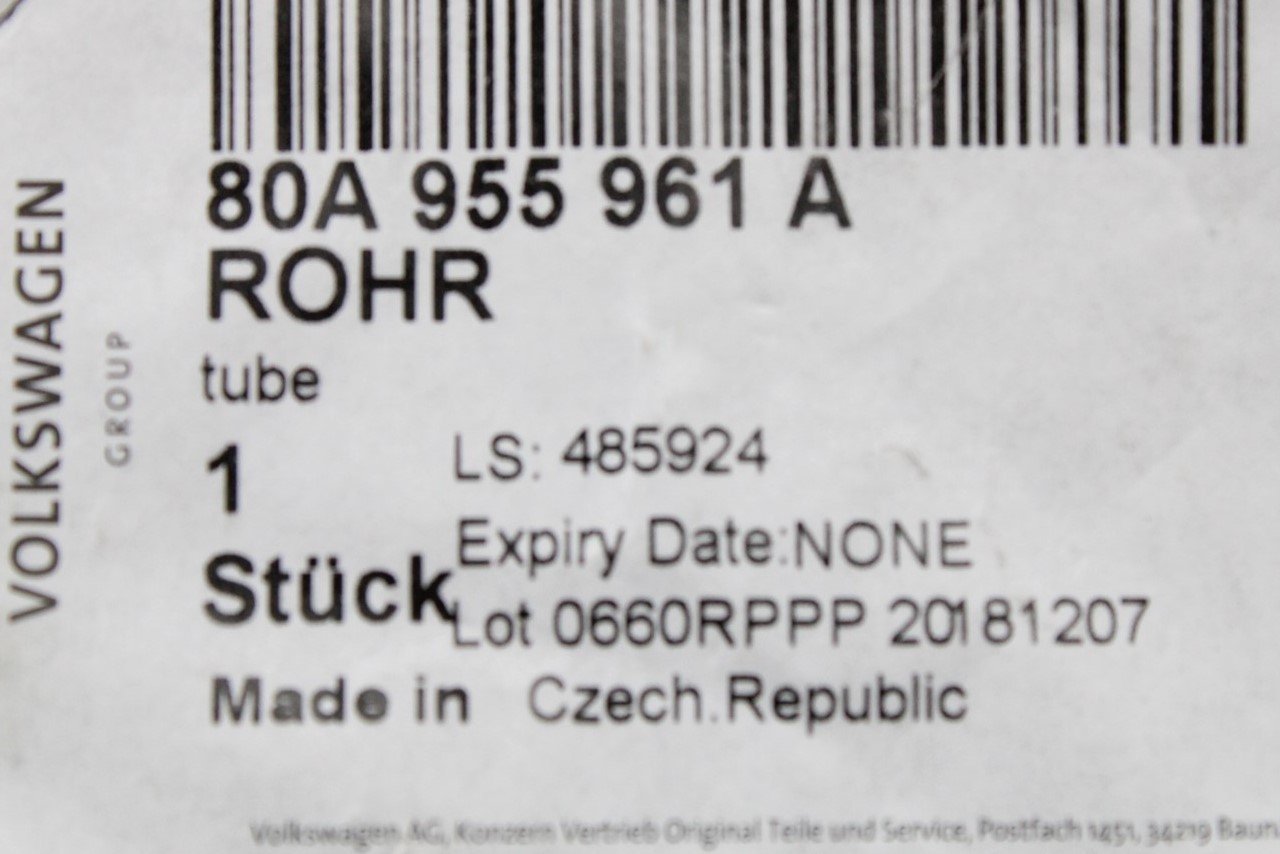 80A 955 961 A
ROHR
tube
1
LS: 485924
Expiry Date:NONE
Stück
Lot 0660RPPP 20181207
Made in Czech.Republic
VOLKSWAGEN
GROUP
Volkswagen AG, Konzern Vertrieb Original Teile und Service, Postfach 1451, 34219 Baun